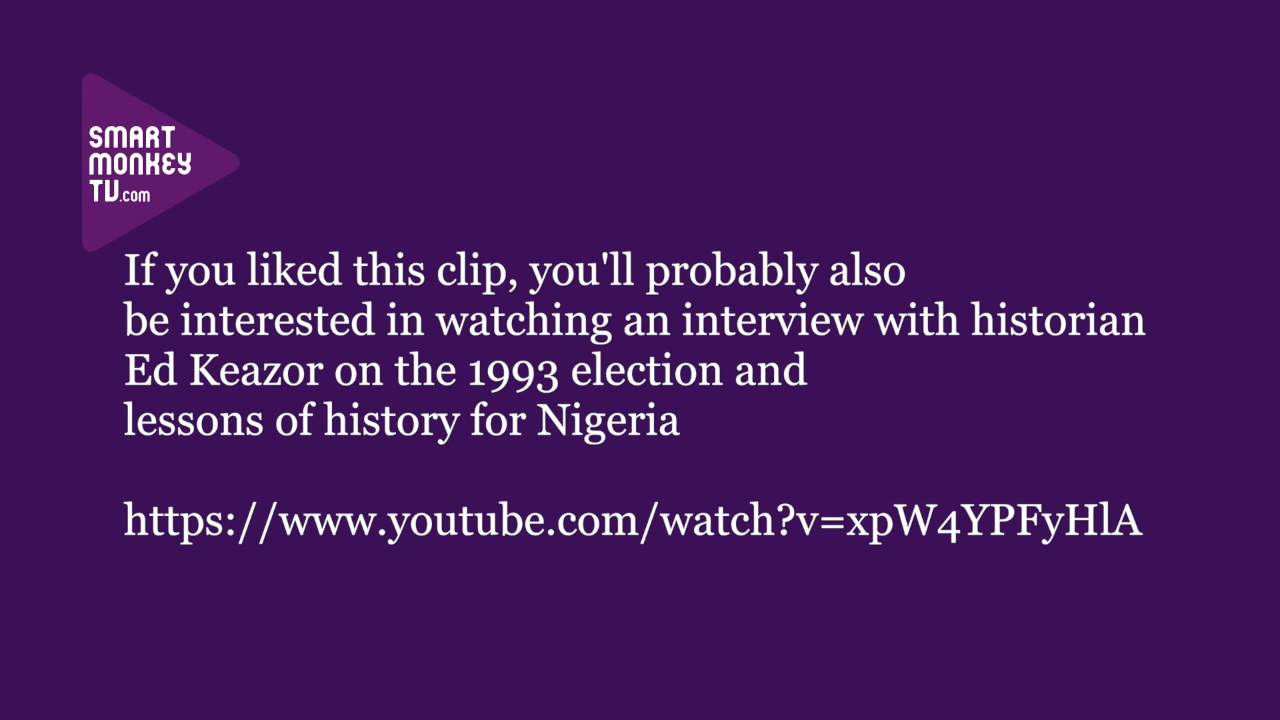 SMART
MONKEY
TV.com
If you liked this clip, you'll probably also
be interested in watching an interview with historian
Ed Keazor on the 1993 election and
lessons of history for Nigeria
https://www.youtube.com/watch?v=xpW4YPFyHlA